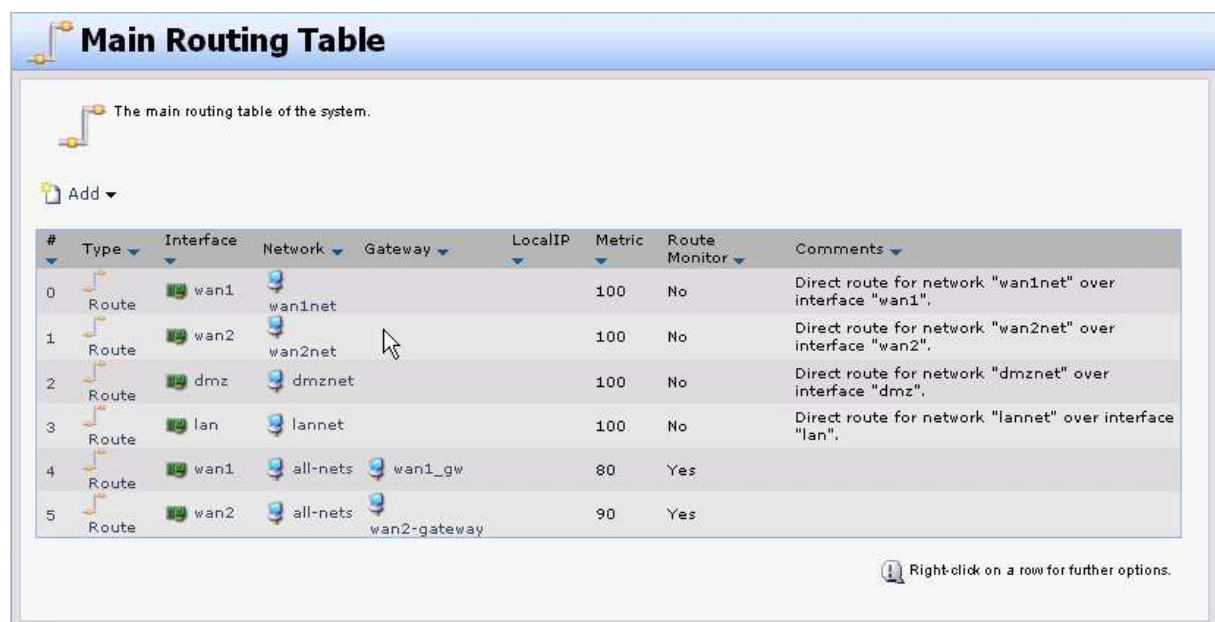 Main Routing Table
The main routing table of the system.
Add
# Type Interface Network Gateway LocalIP Metric Route Monitor Comments
0 Route wan1 wan1net 100 No Direct route for network "wan1net" over
interface "wan1".
1 Route wan2 wan2net 100 No Direct route for network "wan2net" over
interface "wan2".
2 Route dmz dmznet 100 No Direct route for network "dmznet" over
interface "dmz".
3 Route lan lannet 100 No Direct route for network "lannet" over interface
"lan".
4 Route wan1 all-nets wan1_gw 80 Yes
5 Route wan2 all-nets wan2-gateway 90 Yes
Right-click on a row for further options.